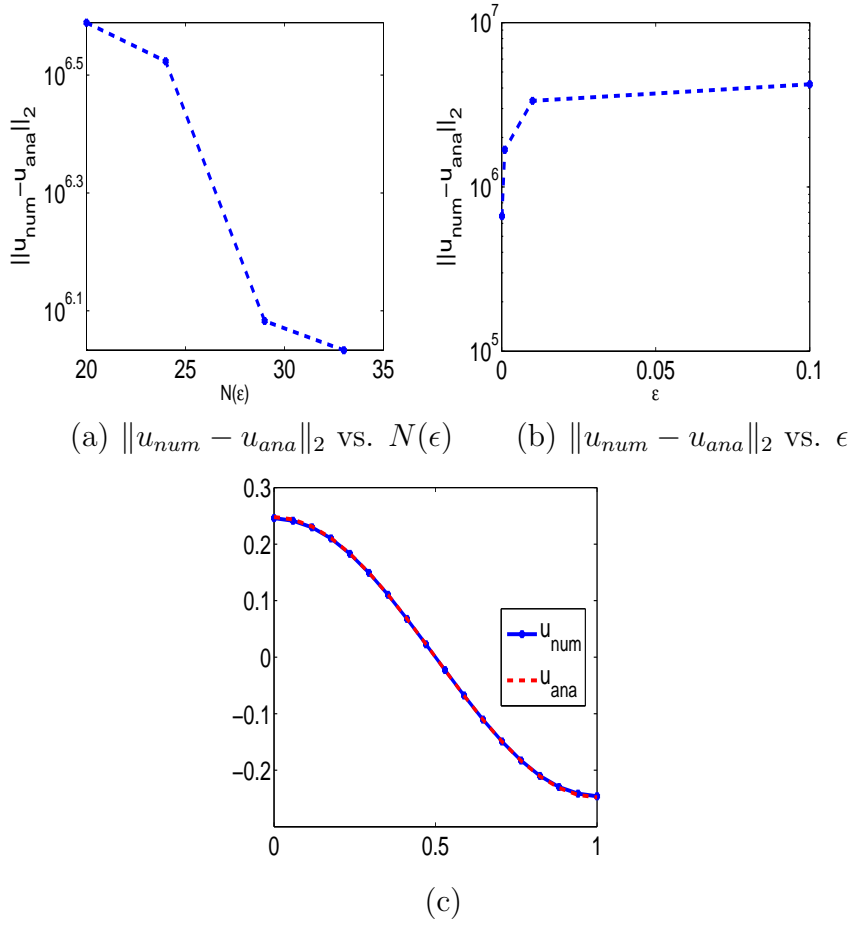 10^6.5
10^6.3
10^6.1
||u_num−u_ana||_2
20 25 30 35
N(ε)
10^7
10^6
10^5
||u_num−u_ana||_2
0 0.05 0.1
ε
(a) ‖u_num − u_ana‖_2 vs. N(ϵ)
(b) ‖u_num − u_ana‖_2 vs. ϵ
0.3
0.2
0.1
0
−0.1
−0.2
u_num
u_ana
0 0.5 1
(c)